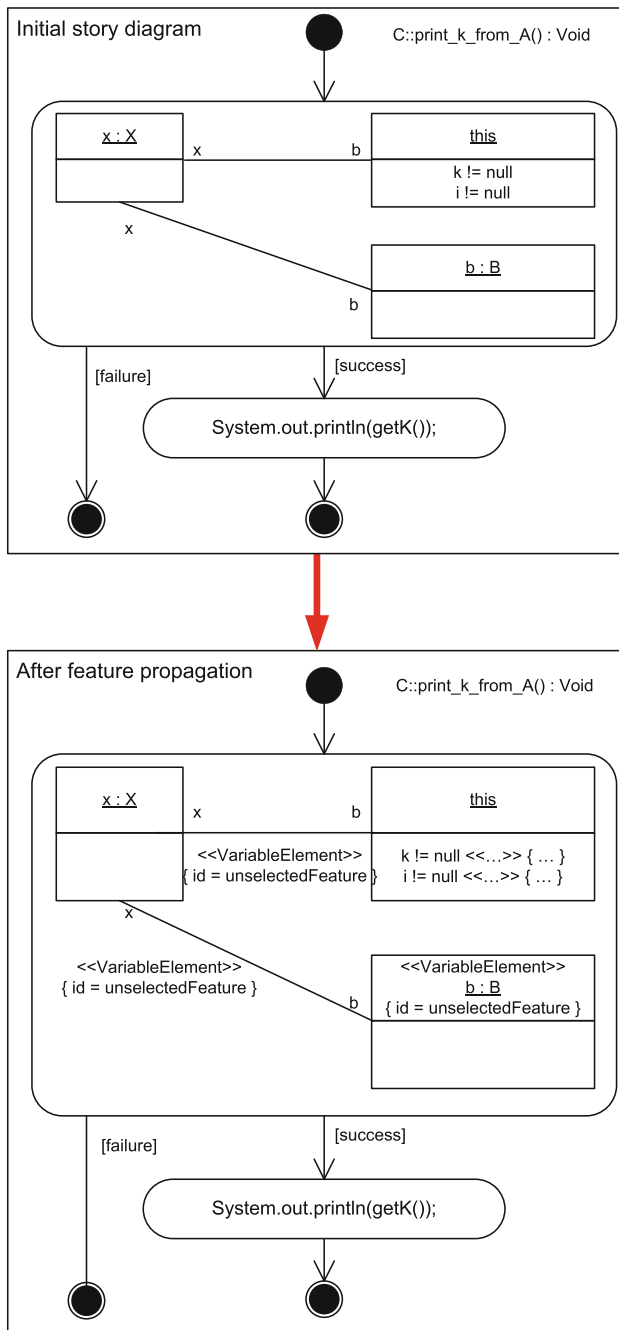 Initial story diagram
C::print_k_from_A() : Void
x : X
x
b
this
k != null
i != null
x
b : B
b
[failure]
[success]
System.out.println(getK());
After feature propagation
C::print_k_from_A() : Void
x : X
x
b
this
<<VariableElement>>
{ id = unselectedFeature }
k != null <<...>> { ... }
i != null <<...>> { ... }
x
<<VariableElement>>
{ id = unselectedFeature }
b
<<VariableElement>>
b : B
{ id = unselectedFeature }
[failure]
[success]
System.out.println(getK());